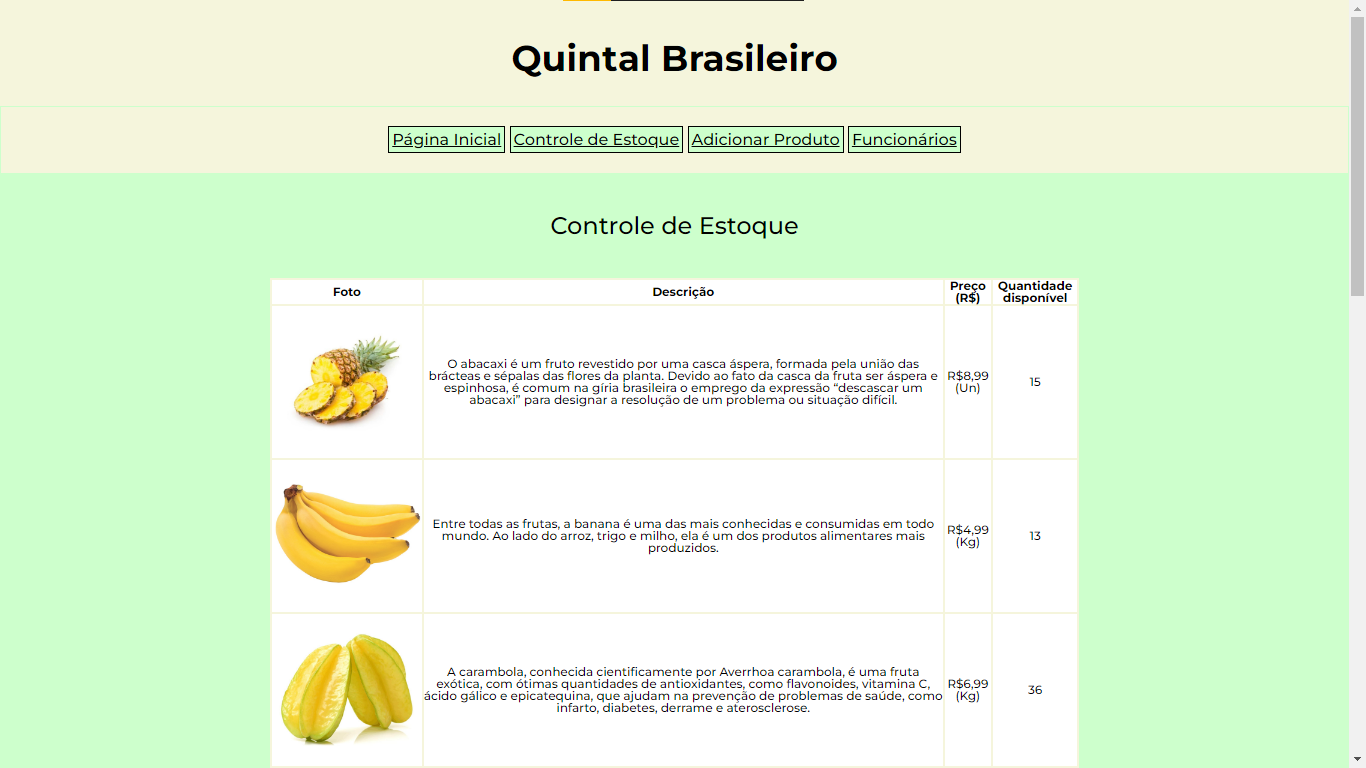 Quintal Brasileiro
Página Inicial Controle de Estoque Adicionar Produto Funcionários
Controle de Estoque
Foto
Descrição
Preço
(R$)
Quantidade
disponível
O abacaxi é um fruto revestido por uma casca áspera, formada pela união das
brácteas e sépalas das flores da planta. Devido ao fato da casca da fruta ser áspera e
espinhosa, é comum na gíria brasileira o emprego da expressão “descascar um
abacaxi” para designar a resolução de um problema ou situação difícil.
R$8,99
(Un)
15
Entre todas as frutas, a banana é uma das mais conhecidas e consumidas em todo
mundo. Ao lado do arroz, trigo e milho, ela é um dos produtos alimentares mais
produzidos.
R$4,99
(Kg)
13
A carambola, conhecida cientificamente por Averrhoa carambola, é uma fruta
exótica, com ótimas quantidades de antioxidantes, como flavonoides, vitamina C,
ácido gálico e epicatequina, que ajudam na prevenção de problemas de saúde, como
infarto, diabetes, derrame e aterosclerose.
R$6,99
(Kg)
36